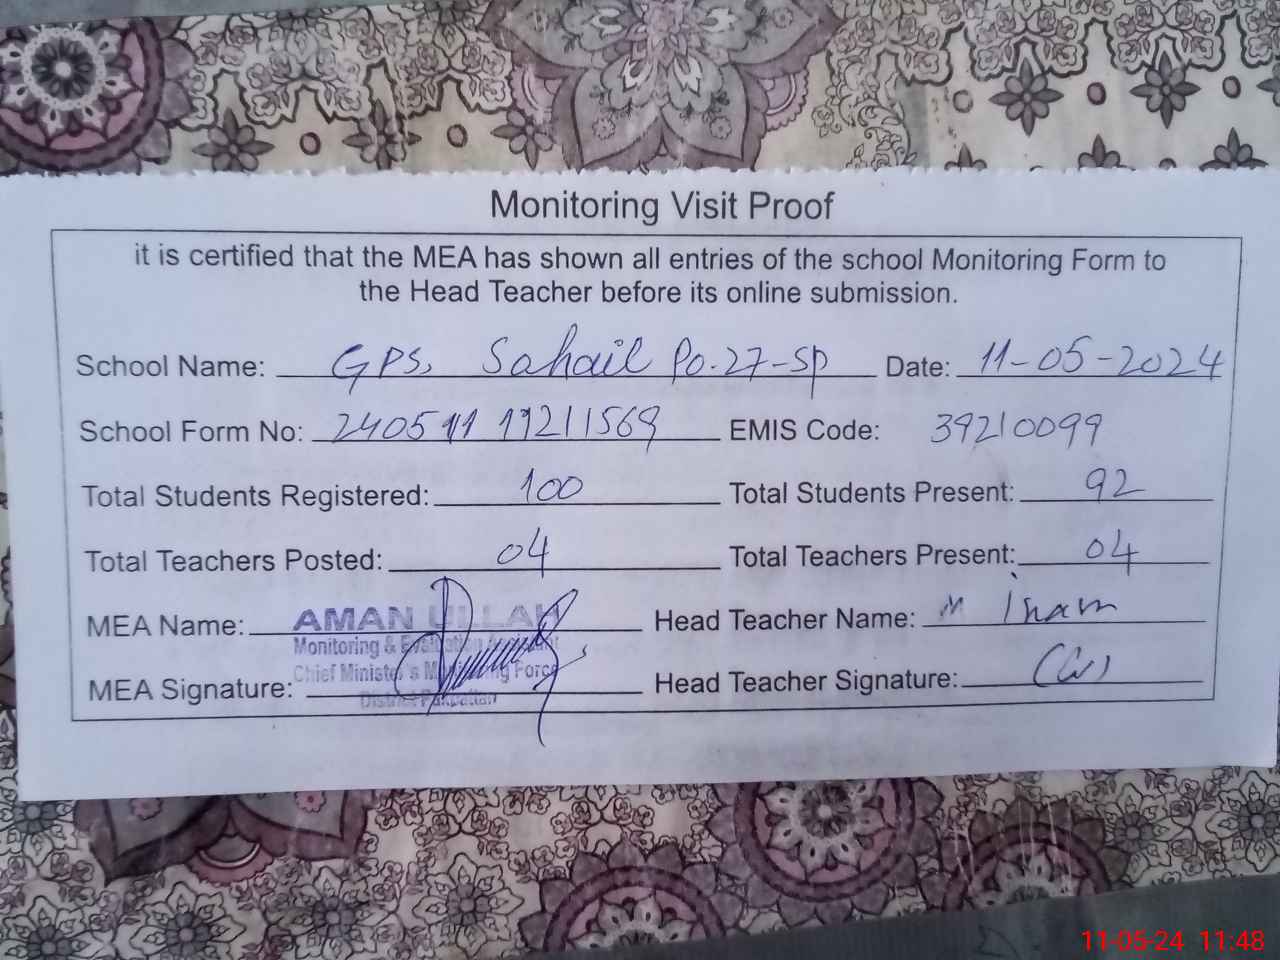 Monitoring Visit Proof
it is certified that the MEA has shown all entries of the school Monitoring Form to
the Head Teacher before its online submission.
School Name: GPS, Sahail Po.27-SP Date: 11-05-2024
School Form No: 240511 11211569 EMIS Code: 39210099
Total Students Registered: 100 Total Students Present: 92
Total Teachers Posted: 04 Total Teachers Present: 04
MEA Name: AMAN ULLAH Head Teacher Name: M Inam
Monitoring & Evaluation Assistant
Chief Minister's Monitoring Force
MEA Signature: Head Teacher Signature:
District Pakpattan
11-05-24 11:48